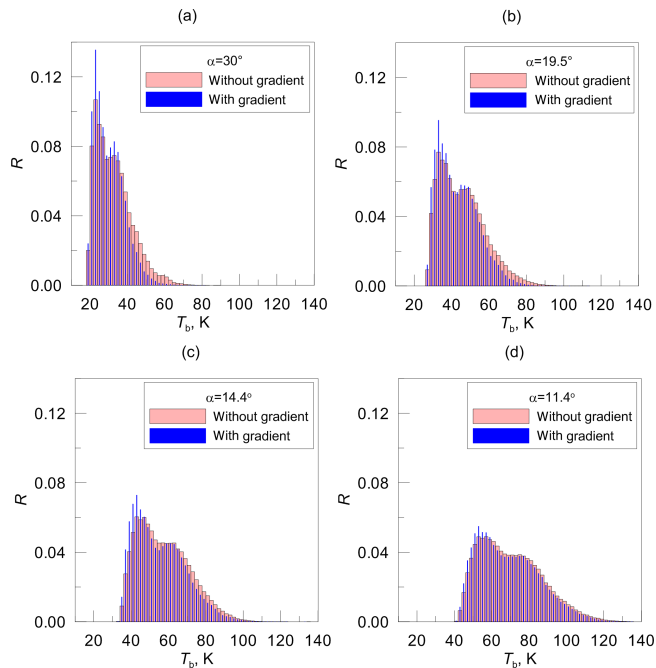 (a)
α=30°
Without gradient
With gradient
0.12
0.08
0.04
0.00
R
20 40 60 80 100 120 140
T_b, K
(b)
α=19.5°
Without gradient
With gradient
0.12
0.08
0.04
0.00
R
20 40 60 80 100 120 140
T_b, K
(c)
α=14.4°
Without gradient
With gradient
0.12
0.08
0.04
0.00
R
20 40 60 80 100 120 140
T_b, K
(d)
α=11.4°
Without gradient
With gradient
0.12
0.08
0.04
0.00
R
20 40 60 80 100 120 140
T_b, K